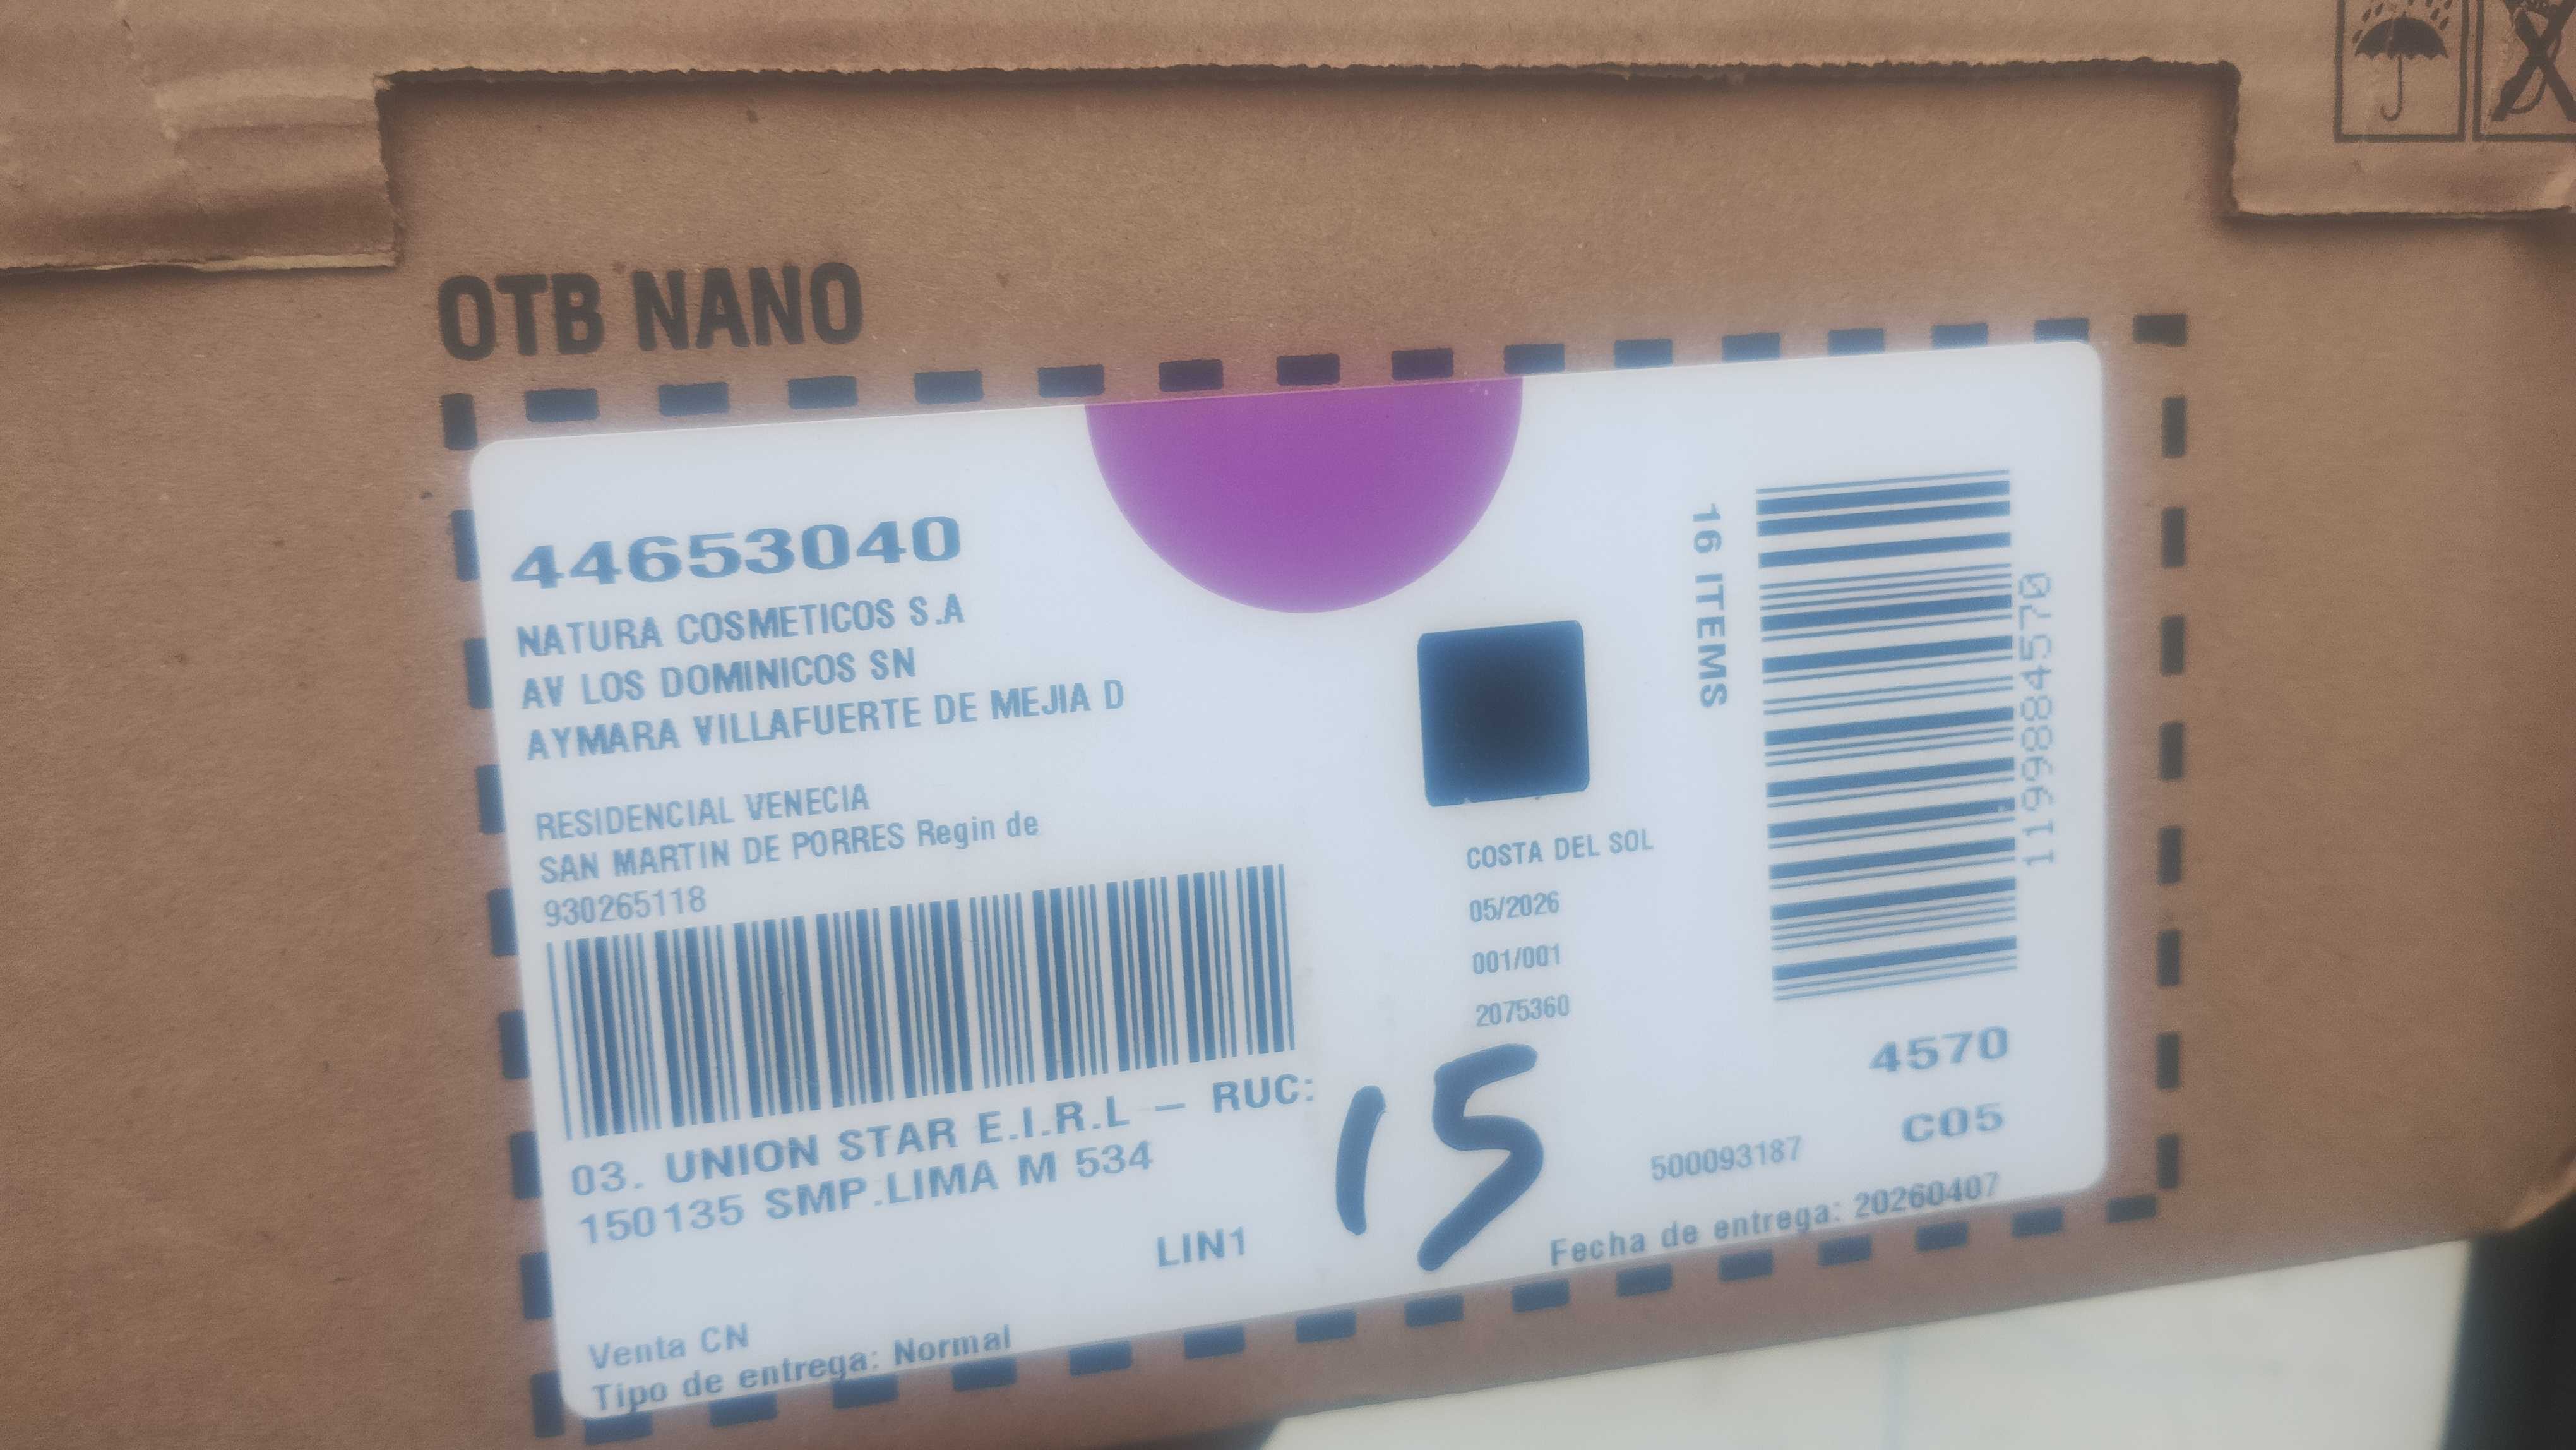 OTB NANO
44653040
NATURA COSMETICOS S.A
AV LOS DOMINICOS SN
AYMARA VILLAFUERTE DE MEJIA D
RESIDENCIAL VENECIA
SAN MARTIN DE PORRES Regin de
930265118
03. UNION STAR E.I.R.L – RUC:
150135 SMP.LIMA M 534
LIN1
Venta CN
Tipo de entrega: Normal
COSTA DEL SOL
05/2026
001/001
2075360
15
16 ITEMS
119988884570
4570
C05
500093187
Fecha de entrega: 20260407